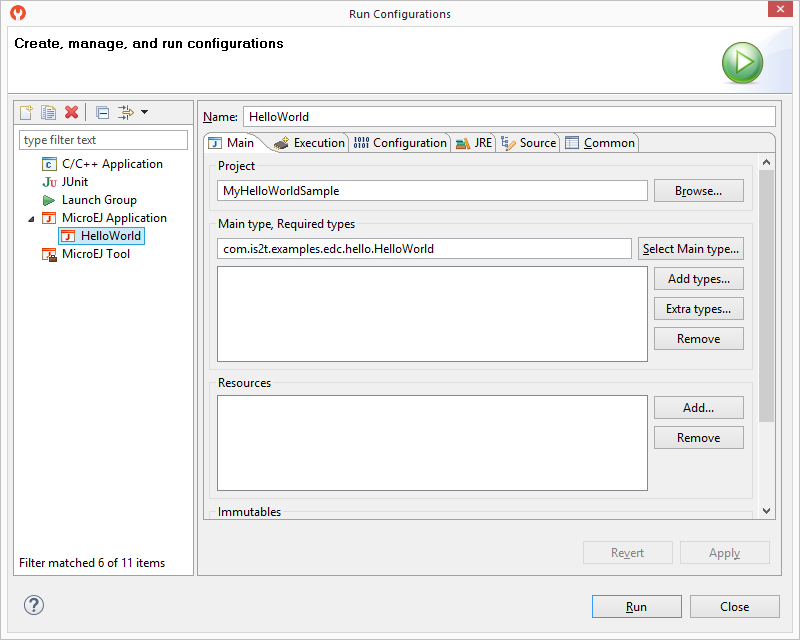 Run Configurations
Create, manage, and run configurations
type filter text
C/C++ Application
JUnit
Launch Group
MicroEJ Application
HelloWorld
MicroEJ Tool
Filter matched 6 of 11 items
Name: HelloWorld
Main Execution Configuration JRE Source Common
Project
MyHelloWorldSample Browse...
Main type, Required types
com.is2t.examples.edc.hello.HelloWorld Select Main type...
Add types...
Extra types...
Remove
Resources
Add...
Remove
Immutables
Revert Apply
? Run Close